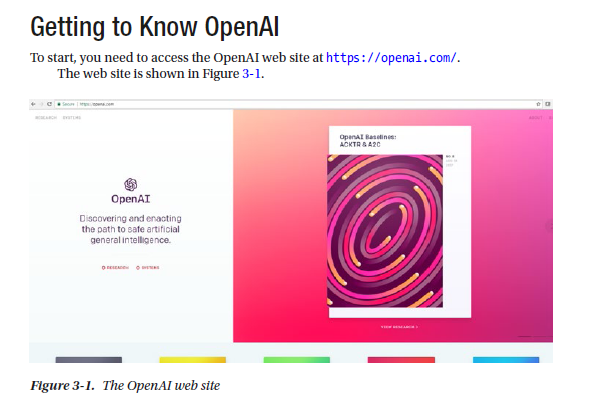 Getting to Know OpenAI
To start, you need to access the OpenAI web site at https://openai.com/.
The web site is shown in Figure 3-1.
Secure | https://openai.com
RESEARCH SYSTEMS
ABOUT
OpenAI Baselines:
ACKTR & A2C
OpenAI
Discovering and enacting
the path to safe artificial
general intelligence.
RESEARCH SYSTEMS
VIEW RESEARCH
Figure 3-1. The OpenAI web site